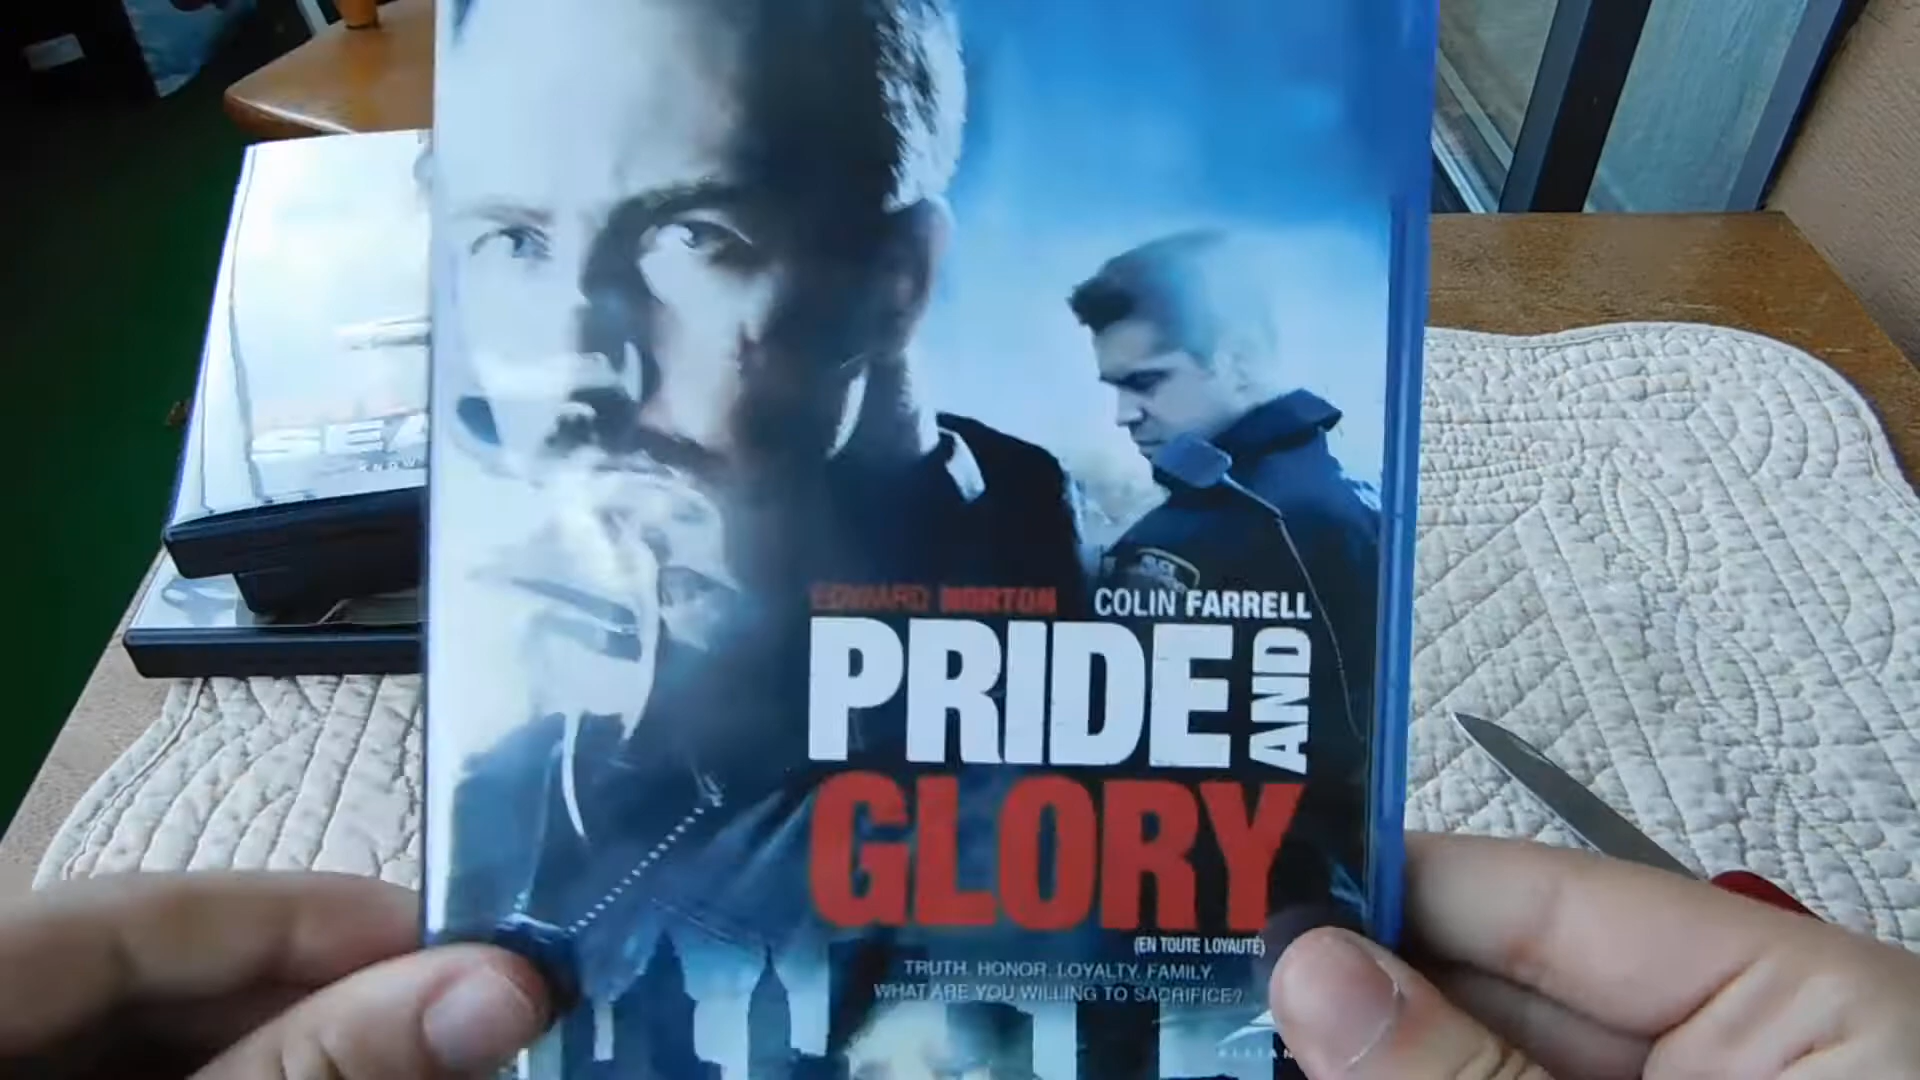 EDWARD NORTON COLIN FARRELL
PRIDE AND
GLORY
(EN TOUTE LOYAUTÉ)
TRUTH. HONOR. LOYALTY. FAMILY.
WHAT ARE YOU WILLING TO SACRIFICE?